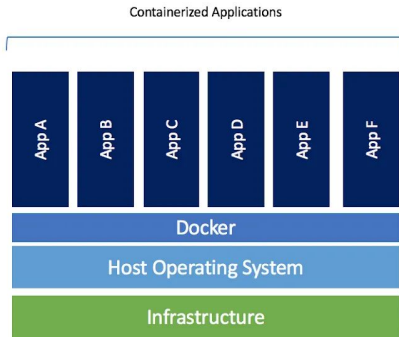 Containerized Applications
App A
App B
App C
App D
App E
App F
Docker
Host Operating System
Infrastructure